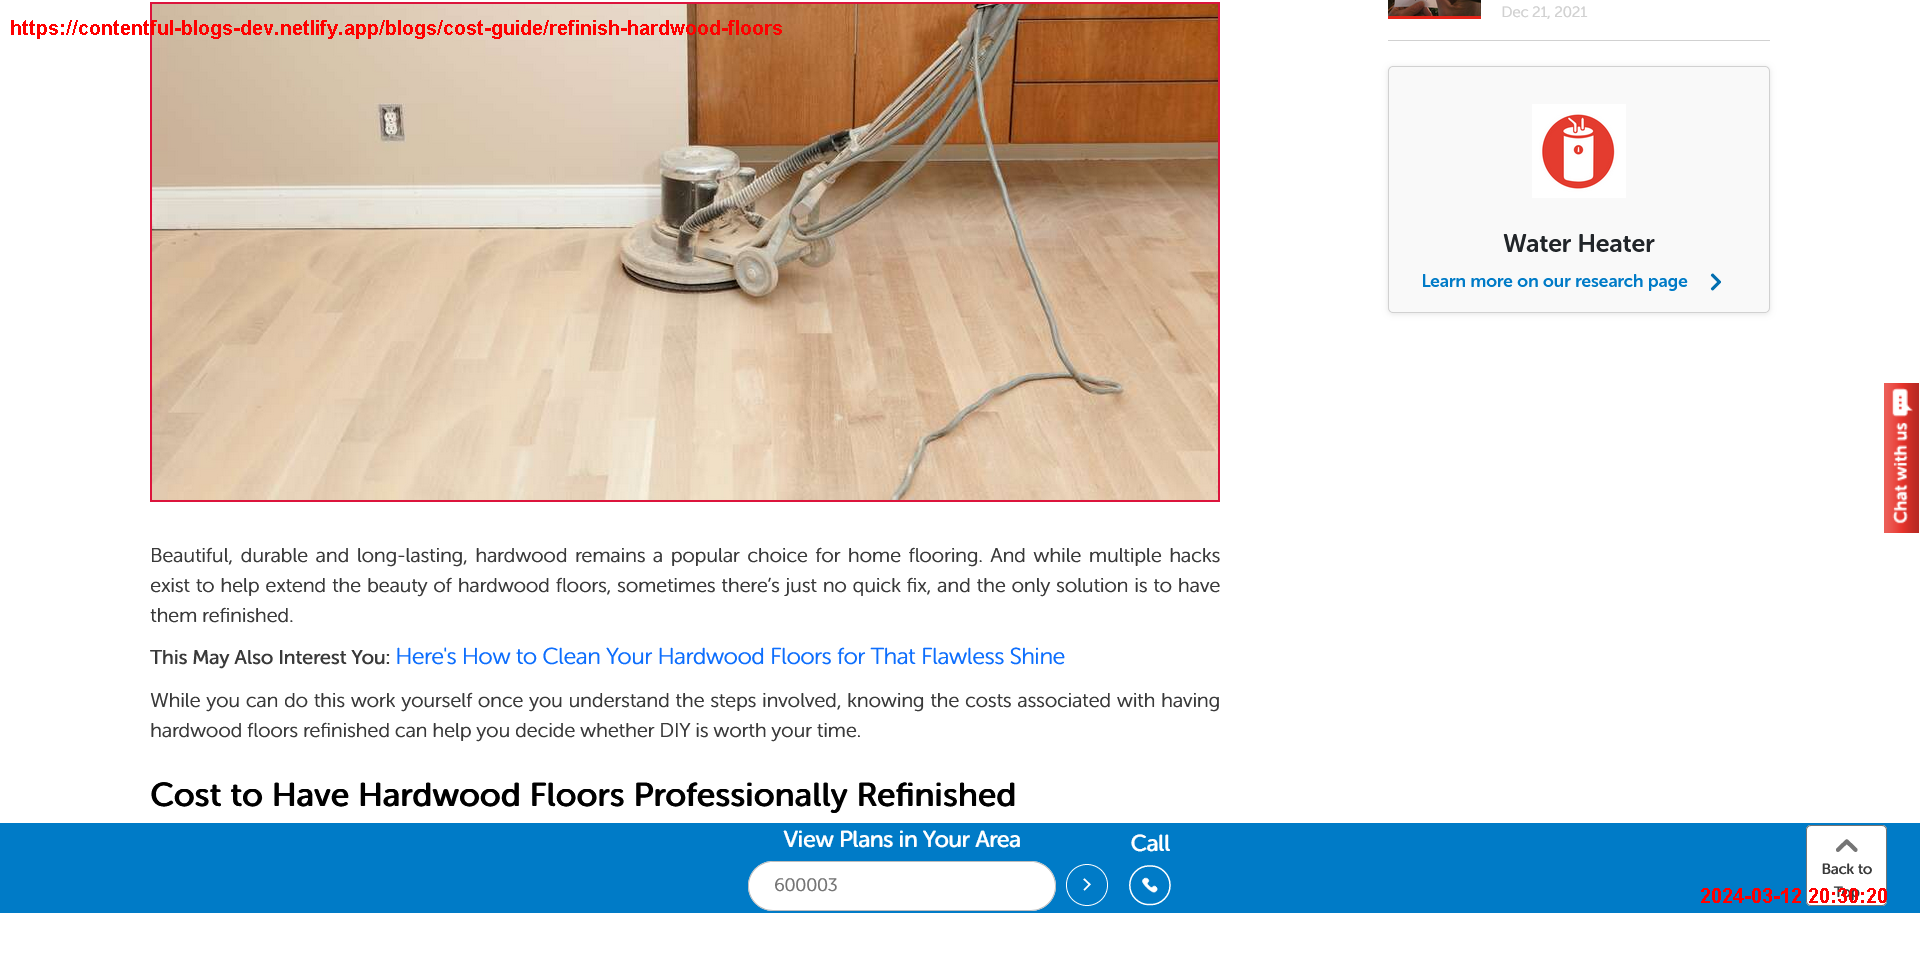 https://contentful-blogs-dev.netlify.app/blogs/cost-guide/refinish-hardwood-floors
Dec 21, 2021
Water Heater
Learn more on our research page
Chat with us
Beautiful, durable and long-lasting, hardwood remains a popular choice for home flooring. And while multiple hacks
exist to help extend the beauty of hardwood floors, sometimes there’s just no quick fix, and the only solution is to have
them refinished.
This May Also Interest You: Here's How to Clean Your Hardwood Floors for That Flawless Shine
While you can do this work yourself once you understand the steps involved, knowing the costs associated with having
hardwood floors refinished can help you decide whether DIY is worth your time.
Cost to Have Hardwood Floors Professionally Refinished
View Plans in Your Area
600003
Call
Back to
Top
2024-03-12 20:30:20